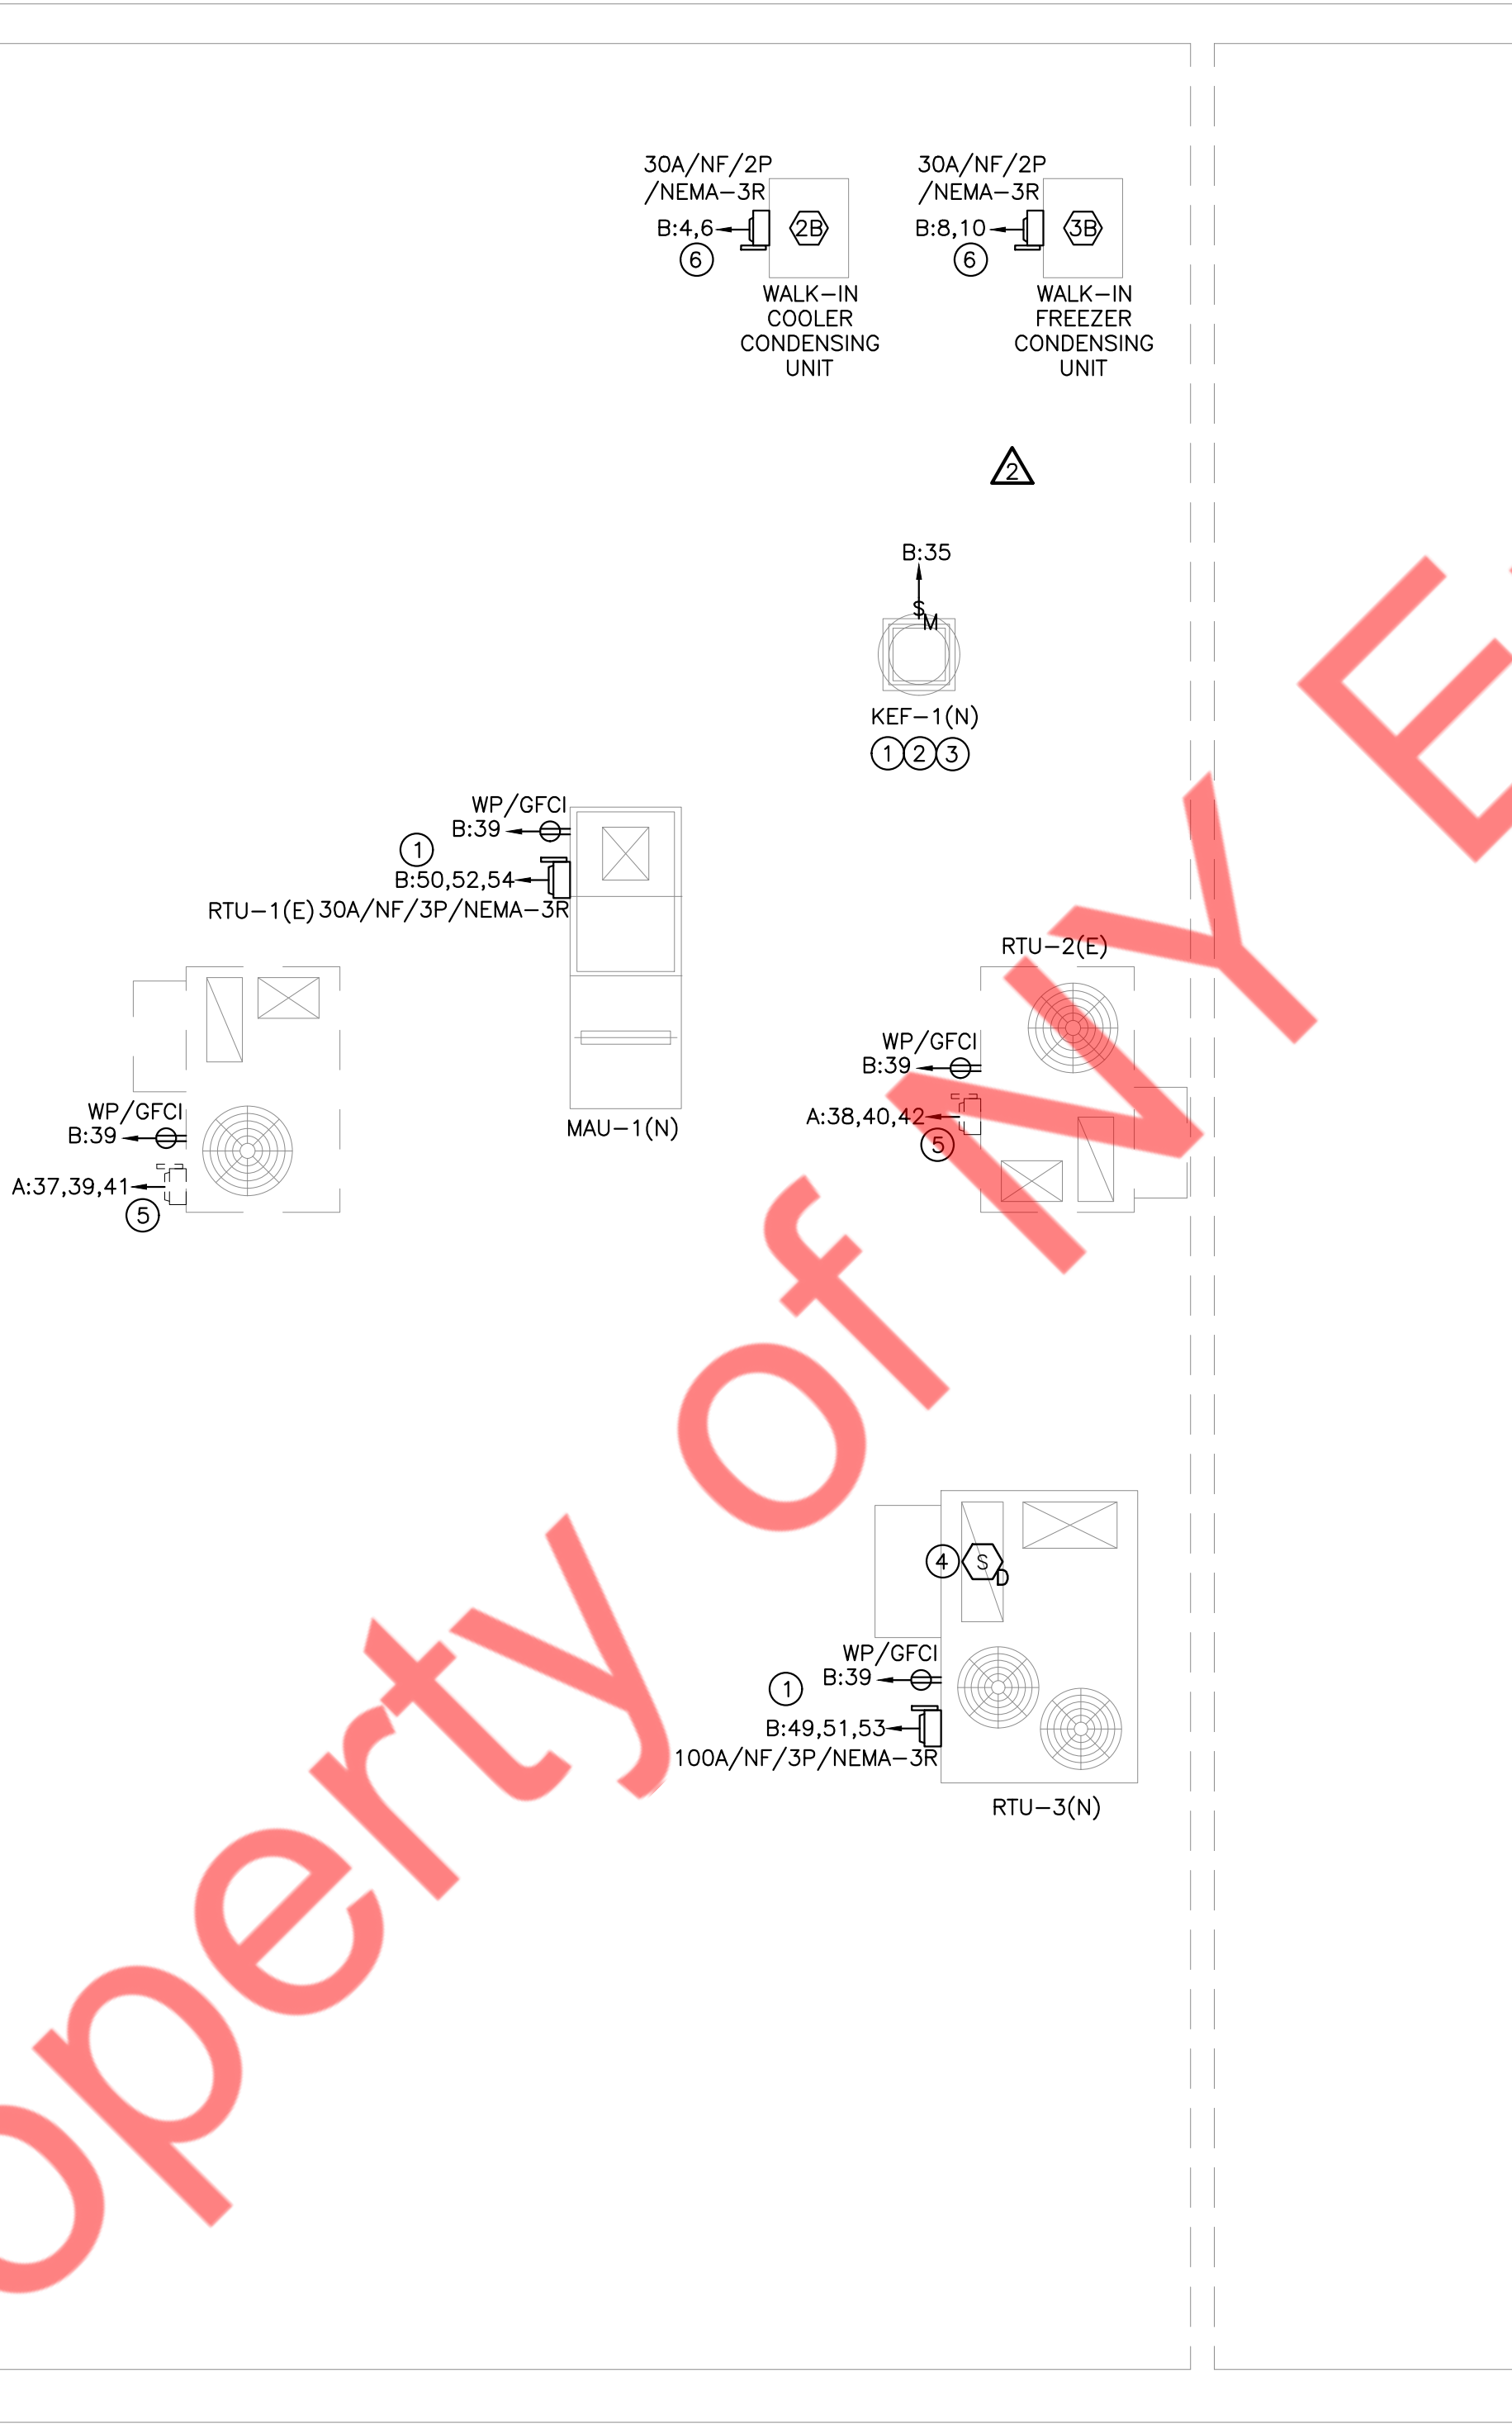 30A/NF/2P
/NEMA-3R
B:4,6
6
2B
WALK-IN
COOLER
CONDENSING
UNIT
30A/NF/2P
/NEMA-3R
B:8,10
6
3B
WALK-IN
FREEZER
CONDENSING
UNIT
2
B:35
$M
KEF-1(N)
1 2 3
WP/GFCI
B:39
1
B:50,52,54
30A/NF/3P/NEMA-3R
MAU-1(N)
RTU-1(E)
WP/GFCI
B:39
A:37,39,41
5
RTU-2(E)
WP/GFCI
B:39
A:38,40,42
5
4
S
D
WP/GFCI
B:39
1
B:49,51,53
100A/NF/3P/NEMA-3R
RTU-3(N)
operty of NY E